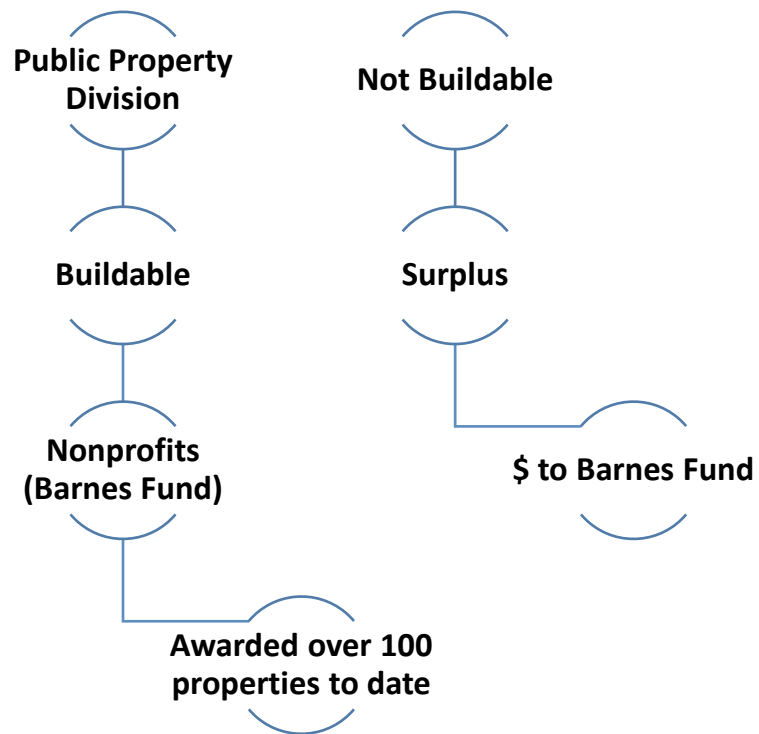 Public Property
Division
Buildable
Nonprofits
(Barnes Fund)
Awarded over 100
properties to date
Not Buildable
Surplus
$ to Barnes Fund